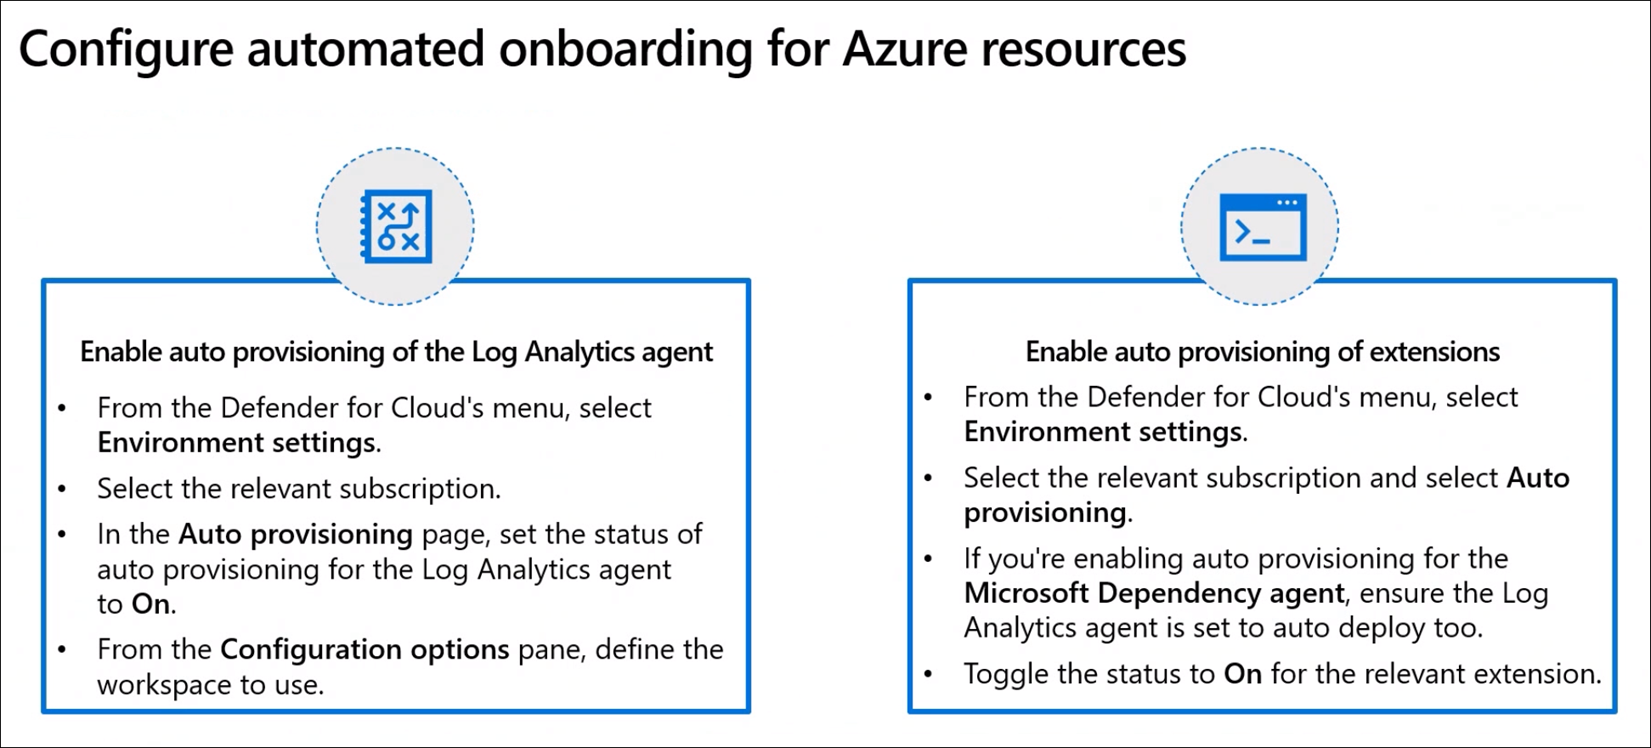 Configure automated onboarding for Azure resources
Enable auto provisioning of the Log Analytics agent
• From the Defender for Cloud's menu, select
Environment settings.
• Select the relevant subscription.
• In the Auto provisioning page, set the status of
auto provisioning for the Log Analytics agent
to On.
• From the Configuration options pane, define the
workspace to use.
Enable auto provisioning of extensions
• From the Defender for Cloud's menu, select
Environment settings.
• Select the relevant subscription and select Auto
provisioning.
• If you're enabling auto provisioning for the
Microsoft Dependency agent, ensure the Log
Analytics agent is set to auto deploy too.
• Toggle the status to On for the relevant extension.